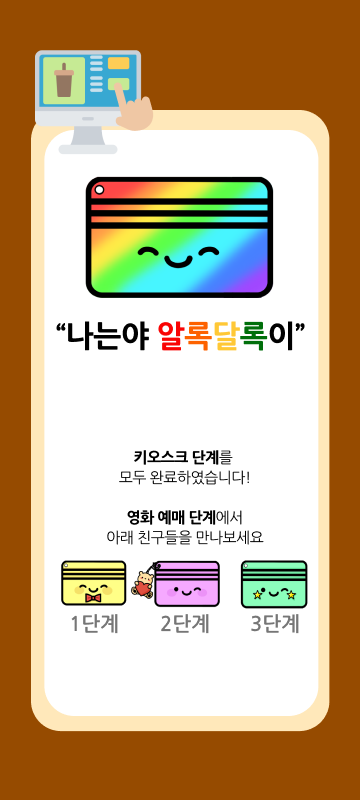 “나는야 알록달록이”
키오스크 단계를
모두 완료하였습니다!
영화 예매 단계에서
아래 친구들을 만나보세요
1단계 2단계 3단계